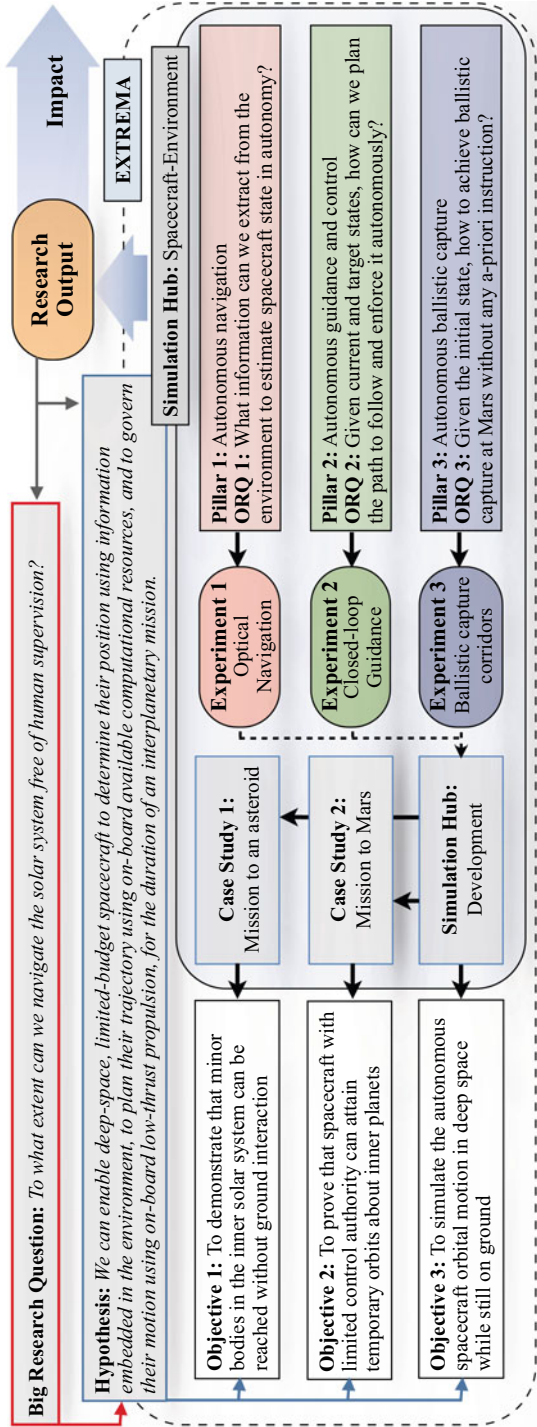 Big Research Question: To what extent can we navigate the solar system free of human supervision?
Research
Output
Impact
EXTREMA
Hypothesis: We can enable deep-space, limited-budget spacecraft to determine their position using information
embedded in the environment, to plan their trajectory using on-board available computational resources, and to govern
their motion using on-board low-thrust propulsion, for the duration of an interplanetary mission.
Simulation Hub: Spacecraft-Environment
Objective 1: To demonstrate that minor
bodies in the inner solar system can be
reached without ground interaction
Case Study 1:
Mission to an asteroid
Experiment 1
Optical
Navigation
Pillar 1: Autonomous navigation
ORQ 1: What information can we extract from the
environment to estimate spacecraft state in autonomy?
Objective 2: To prove that spacecraft with
limited control authority can attain
temporary orbits about inner planets
Case Study 2:
Mission to Mars
Experiment 2
Closed-loop
Guidance
Pillar 2: Autonomous guidance and control
ORQ 2: Given current and target states, how can we plan
the path to follow and enforce it autonomously?
Objective 3: To simulate the autonomous
spacecraft orbital motion in deep space
while still on ground
Simulation Hub:
Development
Experiment 3
Ballistic capture
corridors
Pillar 3: Autonomous ballistic capture
ORQ 3: Given the initial state, how to achieve ballistic
capture at Mars without any a-priori instruction?